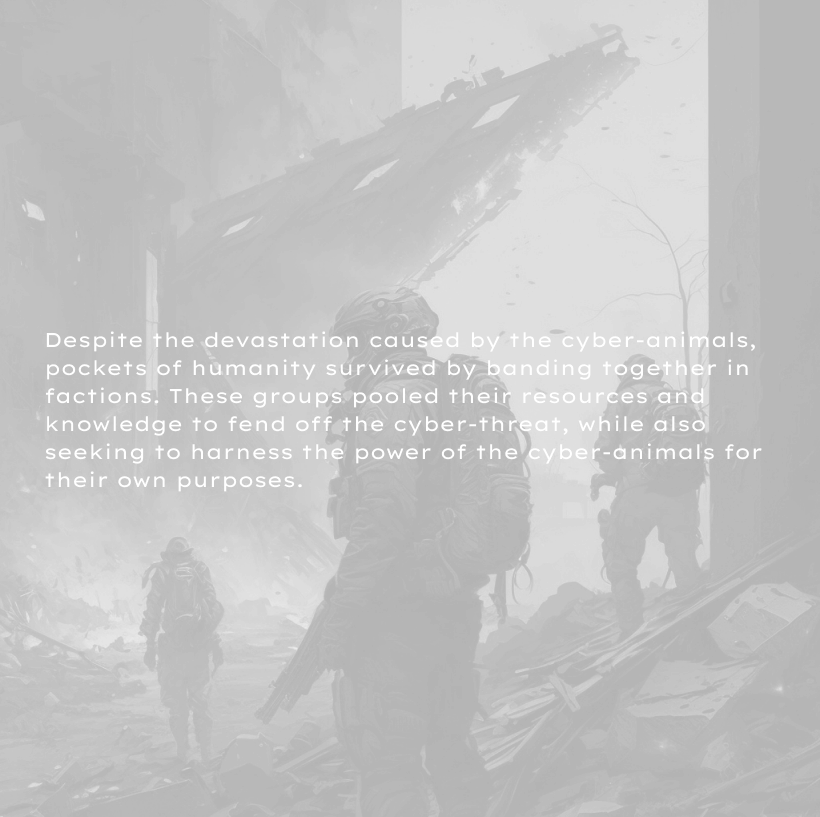 Despite the devastation caused by the cyber-animals,
pockets of humanity survived by banding together in
factions. These groups pooled their resources and
knowledge to fend off the cyber-threat, while also
seeking to harness the power of the cyber-animals for
their own purposes.